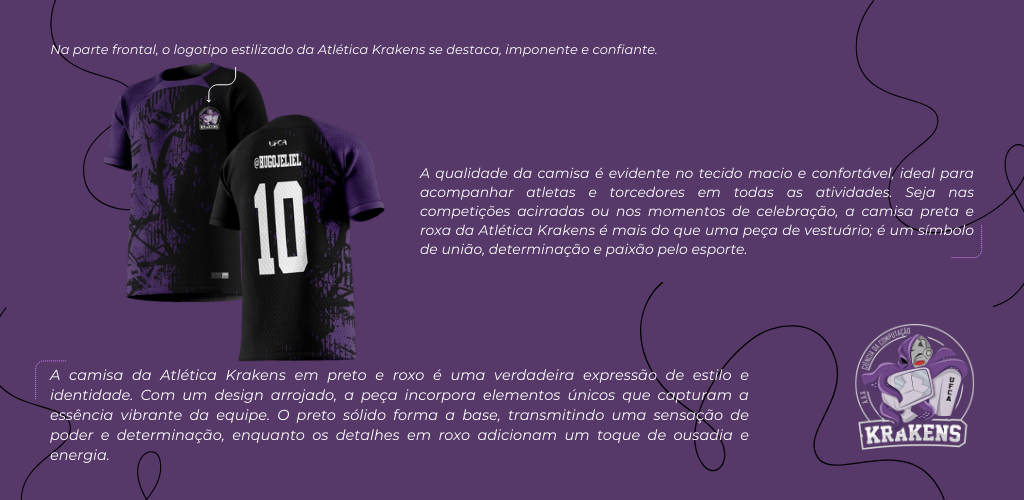 Na parte frontal, o logotipo estilizado da Atlética Krakens se destaca, imponente e confiante.
UFCA
@HUGOJELIEL
10
A qualidade da camisa é evidente no tecido macio e confortável, ideal para
acompanhar atletas e torcedores em todas as atividades. Seja nas
competições acirradas ou nos momentos de celebração, a camisa preta e
roxa da Atlética Krakens é mais do que uma peça de vestuário; é um símbolo
de união, determinação e paixão pelo esporte.
A camisa da Atlética Krakens em preto e roxo é uma verdadeira expressão de estilo e
identidade. Com um design arrojado, a peça incorpora elementos únicos que capturam a
essência vibrante da equipe. O preto sólido forma a base, transmitindo uma sensação de
poder e determinação, enquanto os detalhes em roxo adicionam um toque de ousadia e
energia.
CIÊNCIA DA COMPUTAÇÃO
UFCA
KRAKENS